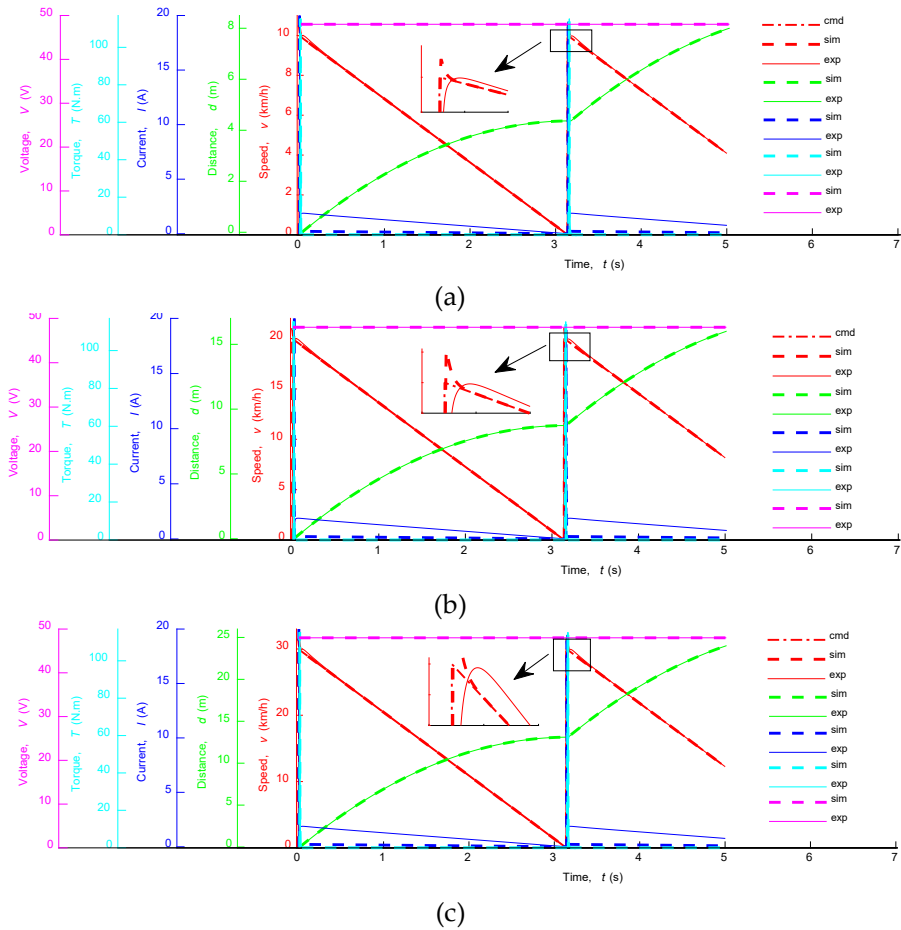 Voltage, V (V)
50
40
30
20
10
0
Torque, T (N.m)
100
80
60
40
20
0
Current, I (A)
20
15
10
5
0
Distance, d (m)
8
6
4
2
0
Speed, v (km/h)
10
8
6
4
2
0
0 1 2 3 4 5 6 7
Time, t (s)
cmd
sim
exp
sim
exp
sim
exp
sim
exp
sim
exp
(a)
Voltage, V (V)
50
40
30
20
10
0
Torque, T (N.m)
100
80
60
40
20
0
Current, I (A)
20
15
10
5
0
Distance, d (m)
15
10
5
0
Speed, v (km/h)
20
15
10
5
0
0 1 2 3 4 5 6 7
Time, t (s)
cmd
sim
exp
sim
exp
sim
exp
sim
exp
sim
exp
(b)
Voltage, V (V)
50
40
30
20
10
0
Torque, T (N.m)
100
80
60
40
20
0
Current, I (A)
20
15
10
5
0
Distance, d (m)
25
20
15
10
5
0
Speed, v (km/h)
30
20
10
0
0 1 2 3 4 5 6 7
Time, t (s)
cmd
sim
exp
sim
exp
sim
exp
sim
exp
sim
exp
(c)